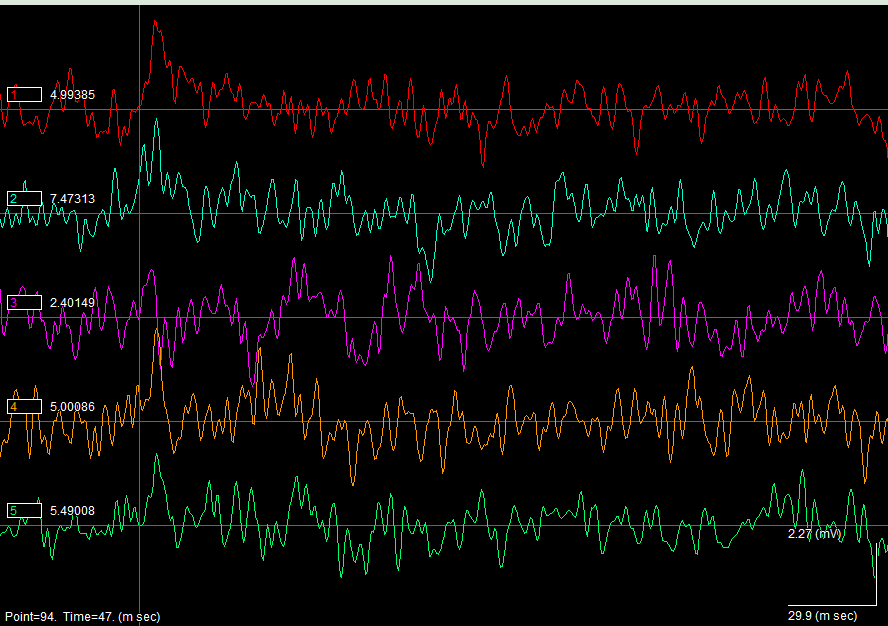 1 4.99385
2 7.47313
3 2.40149
4 5.00086
5 5.49008
2.27 (mV)
29.9 (m sec)
Point=94. Time=47. (m sec)